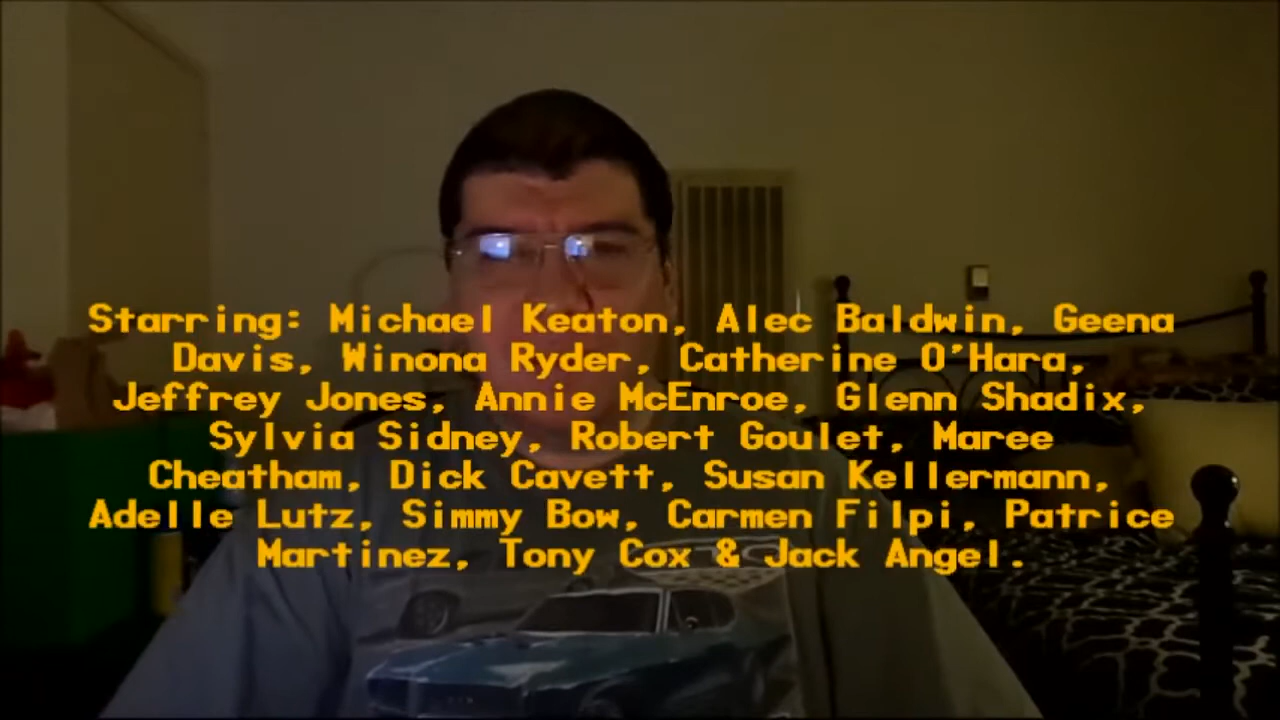 Starring: Michael Keaton, Alec Baldwin, Geena
Davis, Winona Ryder, Catherine O'Hara,
Jeffrey Jones, Annie McEnroe, Glenn Shadix,
Sylvia Sidney, Robert Goulet, Maree
Cheatham, Dick Cavett, Susan Kellermann,
Adelle Lutz, Simmy Bow, Carmen Filpi, Patrice
Martinez, Tony Cox & Jack Angel.